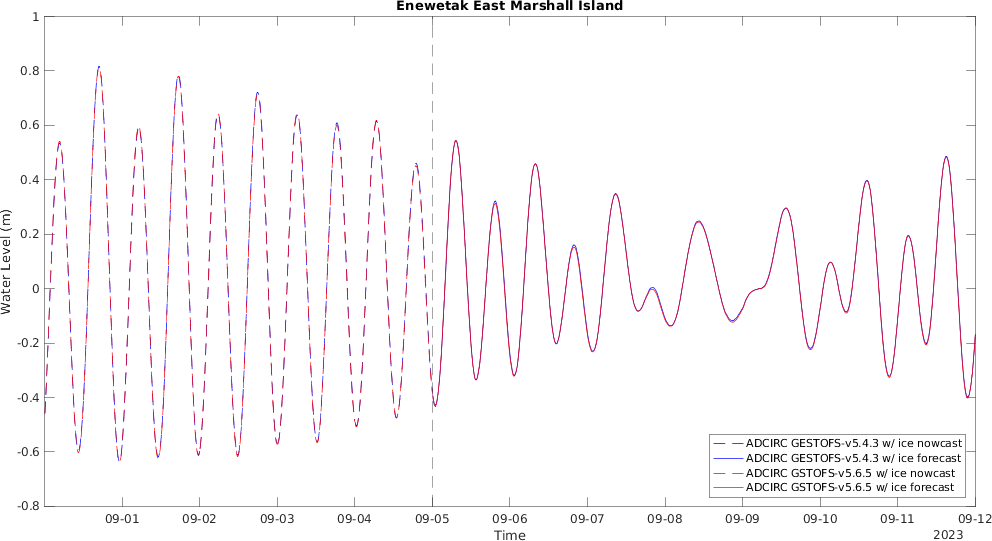 Enewetak East Marshall Island
Water Level (m)
1
0.8
0.6
0.4
0.2
0
-0.2
-0.4
-0.6
-0.8
ADCIRC GESTOFS-v5.4.3 w/ ice nowcast
ADCIRC GESTOFS-v5.4.3 w/ ice forecast
ADCIRC GSTOFS-v5.6.5 w/ ice nowcast
ADCIRC GSTOFS-v5.6.5 w/ ice forecast
09-01 09-02 09-03 09-04 09-05 09-06 09-07 09-08 09-09 09-10 09-11 09-12
Time
2023